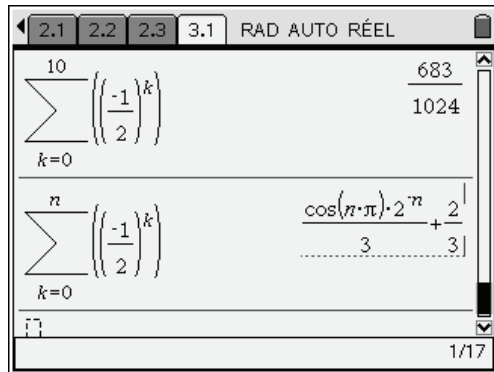 2.1 2.2 2.3 3.1 RAD AUTO RÉEL
10
∑ ((-1/2)^k) 683/1024
k=0
n
∑ ((-1/2)^k) cos(n·π)·2^-n/3 + 2/3
k=0
1/17